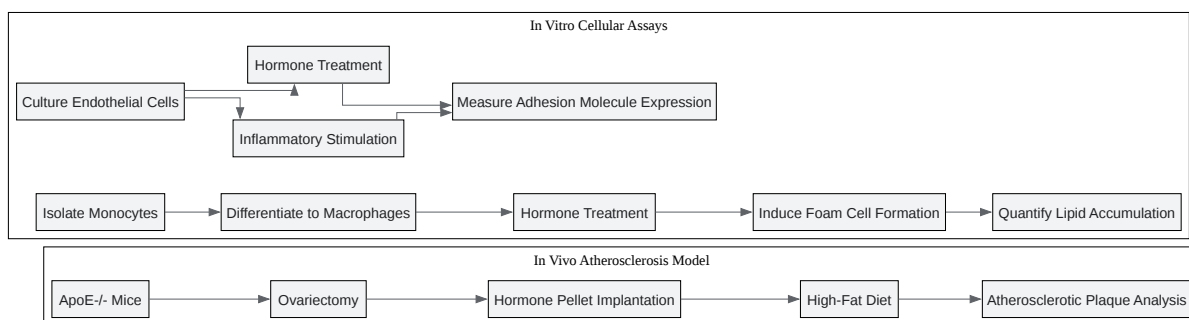 In Vitro Cellular Assays
Hormone Treatment
Culture Endothelial Cells
Measure Adhesion Molecule Expression
Inflammatory Stimulation
Isolate Monocytes
Differentiate to Macrophages
Hormone Treatment
Induce Foam Cell Formation
Quantify Lipid Accumulation
In Vivo Atherosclerosis Model
ApoE-/- Mice
Ovariectomy
Hormone Pellet Implantation
High-Fat Diet
Atherosclerotic Plaque Analysis